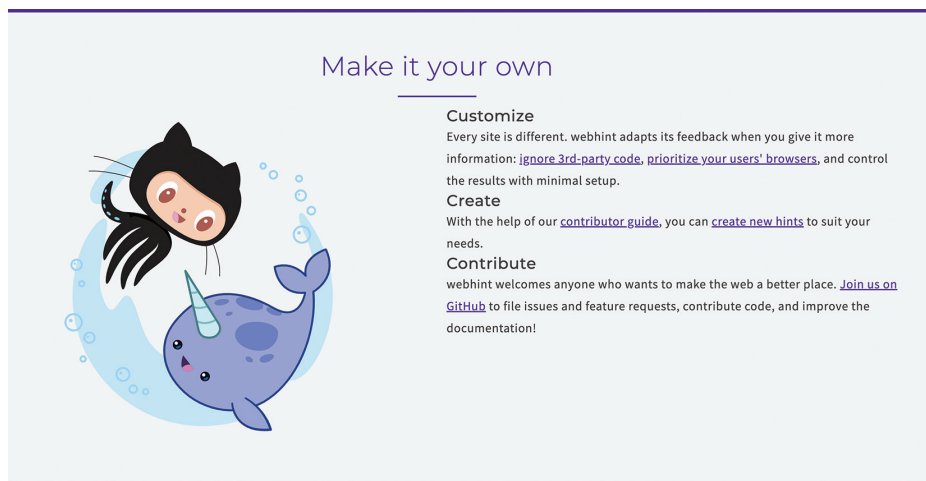 Make it your own
Customize
Every site is different. webhint adapts its feedback when you give it more
information: ignore 3rd-party code, prioritize your users' browsers, and control
the results with minimal setup.
Create
With the help of our contributor guide, you can create new hints to suit your
needs.
Contribute
webhint welcomes anyone who wants to make the web a better place. Join us on
GitHub to file issues and feature requests, contribute code, and improve the
documentation!